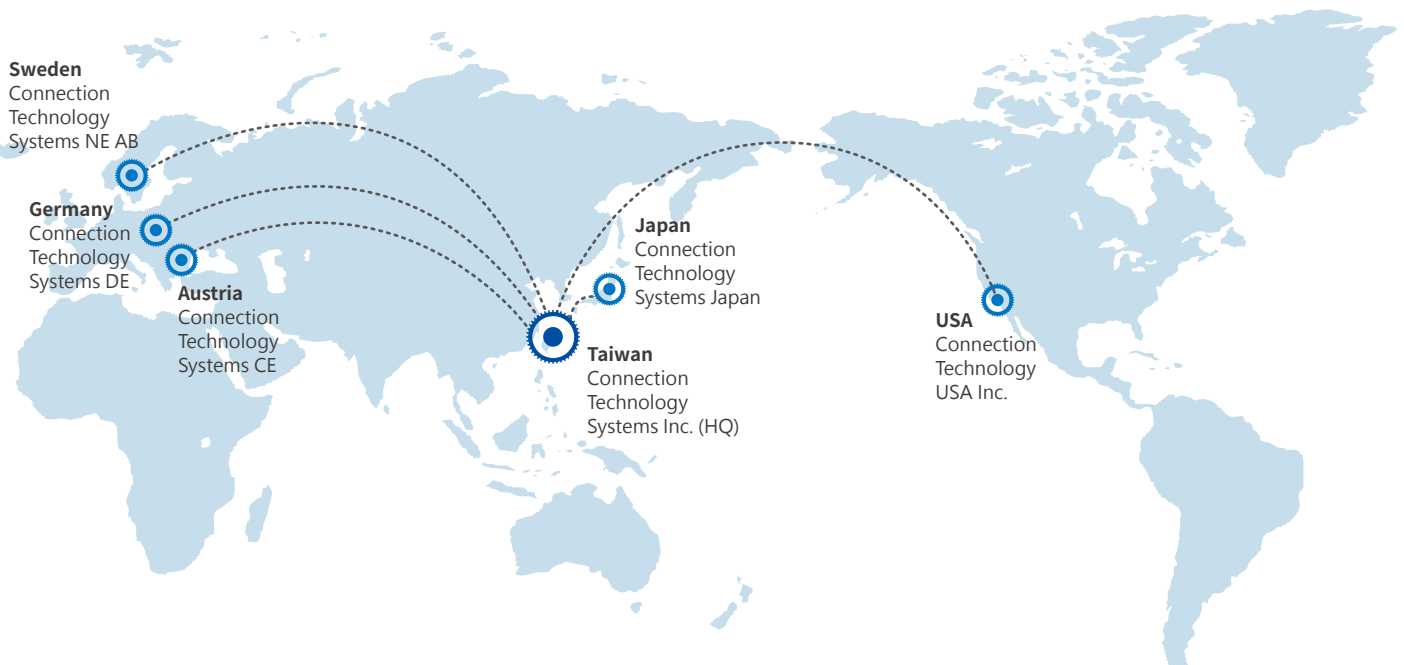 Sweden
Connection
Technology
Systems NE AB
Germany
Connection
Technology
Systems DE
Austria
Connection
Technology
Systems CE
Japan
Connection
Technology
Systems Japan
Taiwan
Connection
Technology
Systems Inc. (HQ)
USA
Connection
Technology
USA Inc.